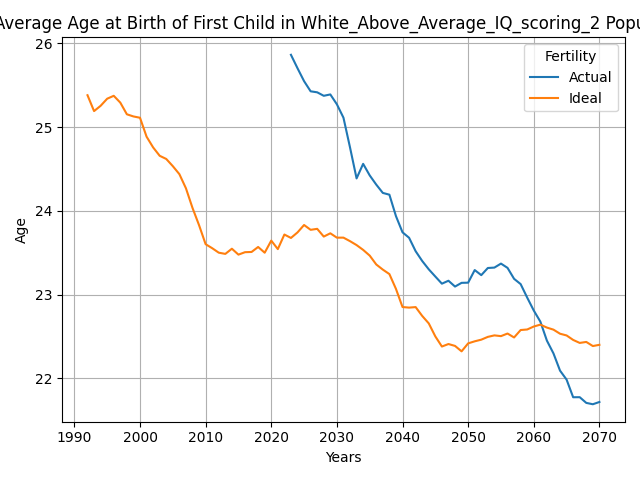 Average Age at Birth of First Child in White_Above_Average_IQ_scoring_2
26
25
24
23
22
Age
Fertility
Actual
Ideal
1990 2000 2010 2020 2030 2040 2050 2060 2070
Years